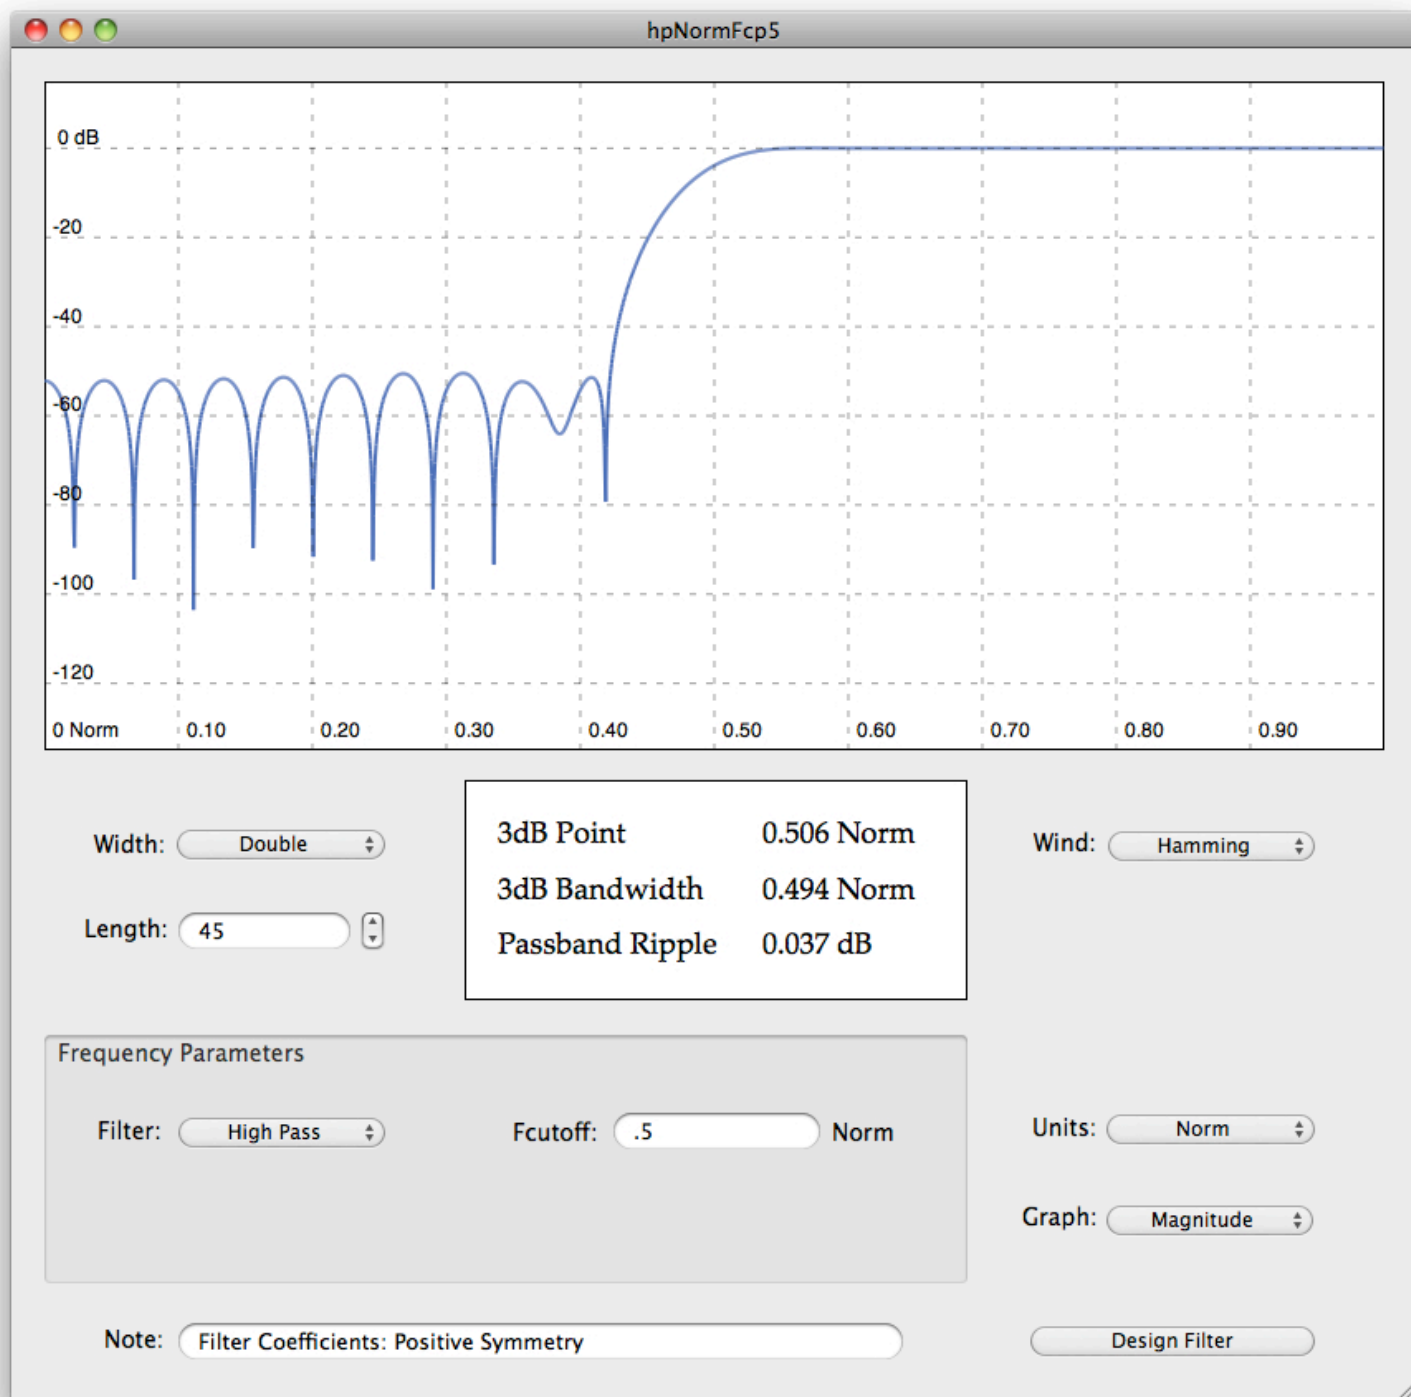 hpNormFcp5
0 dB
-20
-40
-60
-80
-100
-120
0 Norm 0.10 0.20 0.30 0.40 0.50 0.60 0.70 0.80 0.90
Width: Double
Length: 45
3dB Point 0.506 Norm
3dB Bandwidth 0.494 Norm
Passband Ripple 0.037 dB
Wind: Hamming
Frequency Parameters
Filter: High Pass
Fcutoff: .5 Norm
Units: Norm
Graph: Magnitude
Note: Filter Coefficients: Positive Symmetry
Design Filter